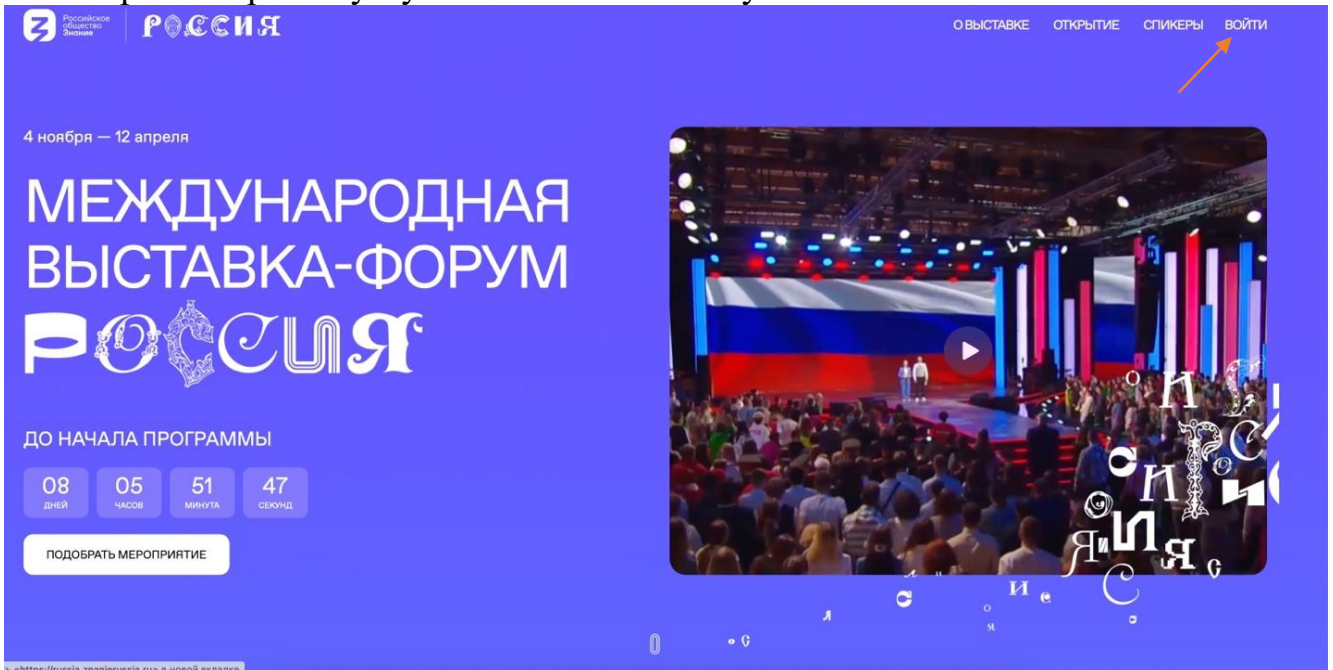 Российское
общество
Знание
РОССИЯ
О ВЫСТАВКЕ
ОТКРЫТИЕ
СПИКЕРЫ
ВОЙТИ
4 ноября — 12 апреля
МЕЖДУНАРОДНАЯ
ВЫСТАВКА-ФОРУМ
РОССИЯ
ДО НАЧАЛА ПРОГРАММЫ
08 05 51 47
ДНЕЙ ЧАСОВ МИНУТА СЕКУНД
ПОДОБРАТЬ МЕРОПРИЯТИЕ